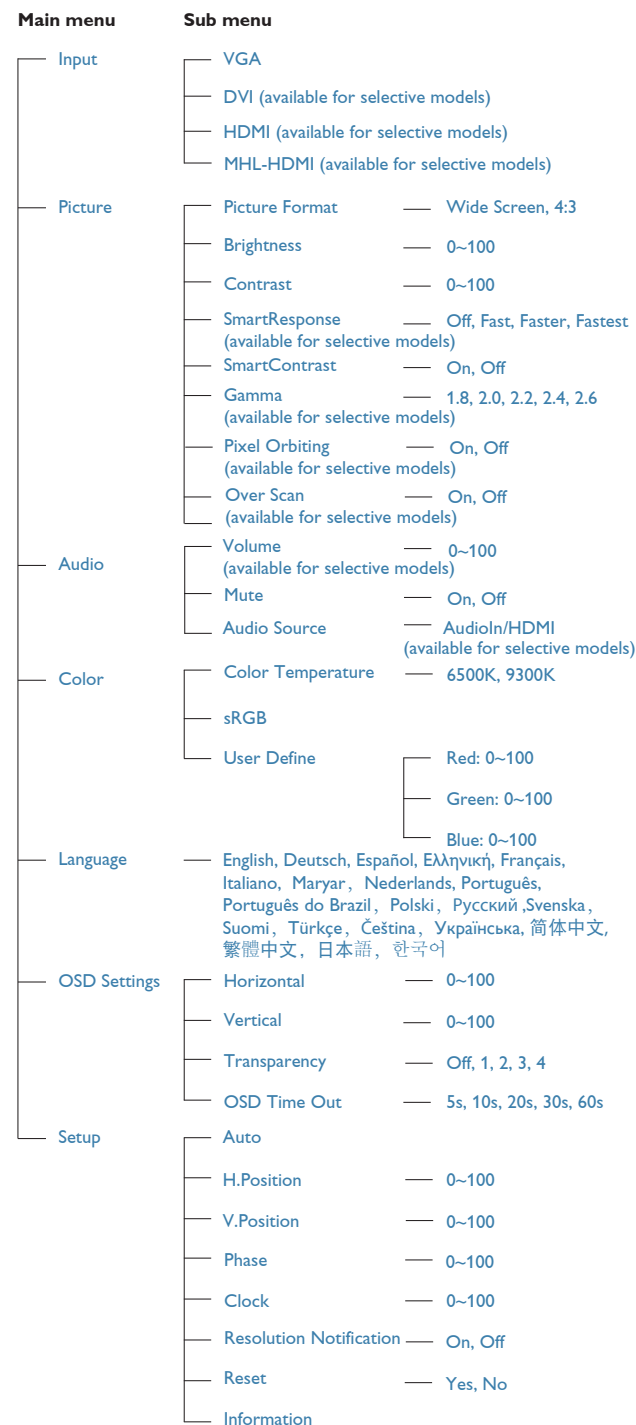 Main menu Sub menu
Input VGA
DVI (available for selective models)
HDMI (available for selective models)
MHL-HDMI (available for selective models)
Picture Picture Format Wide Screen, 4:3
Brightness 0~100
Contrast 0~100
SmartResponse Off, Fast, Faster, Fastest
(available for selective models)
SmartContrast On, Off
Gamma 1.8, 2.0, 2.2, 2.4, 2.6
(available for selective models)
Pixel Orbiting On, Off
(available for selective models)
Over Scan On, Off
(available for selective models)
Audio Volume 0~100
(available for selective models)
Mute On, Off
Audio Source AudioIn/HDMI
(available for selective models)
Color Color Temperature 6500K, 9300K
sRGB
User Define Red: 0~100
Green: 0~100
Blue: 0~100
Language English, Deutsch, Español, Ελληνική, Français,
Italiano, Maryar, Nederlands, Português,
Português do Brazil, Polski, Русский ,Svenska,
Suomi, Türkçe, Čeština, Українська, 简体中文,
繁體中文, 日本語, 한국어
OSD Settings Horizontal 0~100
Vertical 0~100
Transparency Off, 1, 2, 3, 4
OSD Time Out 5s, 10s, 20s, 30s, 60s
Setup Auto
H.Position 0~100
V.Position 0~100
Phase 0~100
Clock 0~100
Resolution Notification On, Off
Reset Yes, No
Information